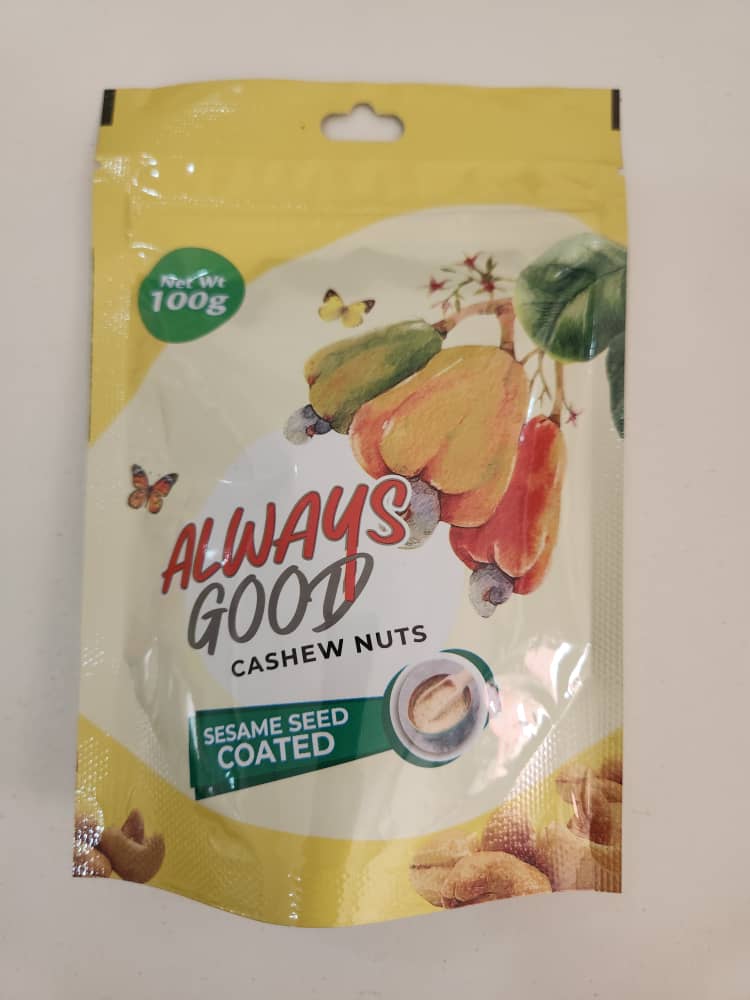 Net Wt
100g
ALWAYS
GOOD
CASHEW NUTS
SESAME SEED
COATED